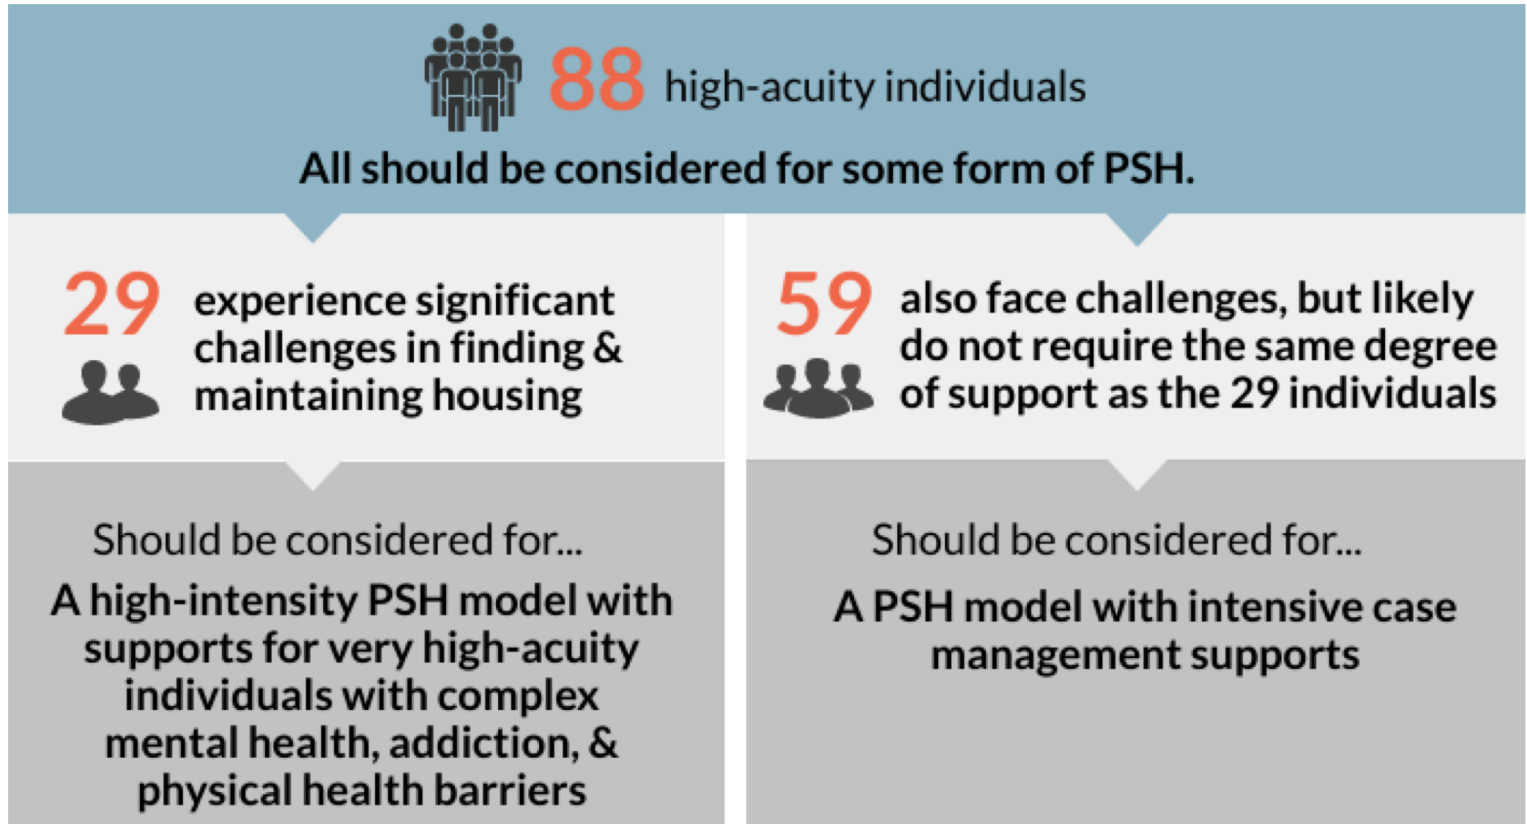 88 high-acuity individuals
All should be considered for some form of PSH.
29
experience significant
challenges in finding &
maintaining housing
59
also face challenges, but likely
do not require the same degree
of support as the 29 individuals
Should be considered for...
A high-intensity PSH model with
supports for very high-acuity
individuals with complex
mental health, addiction, &
physical health barriers
Should be considered for...
A PSH model with intensive case
management supports